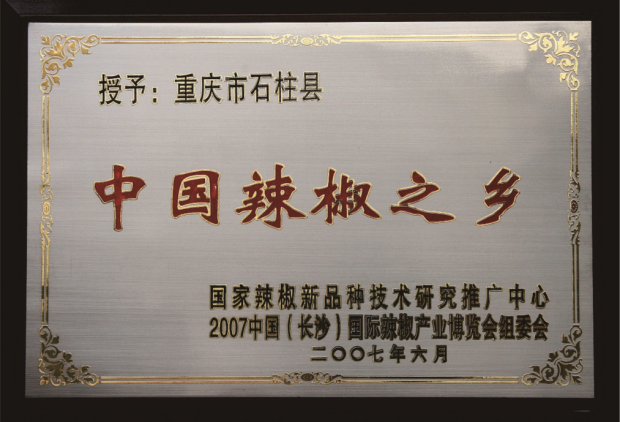 授予：重庆市石柱县
中国辣椒之乡
国家辣椒新品种技术研究推广中心
2007中国（长沙）国际辣椒产业博览会组委会
二〇〇七年六月